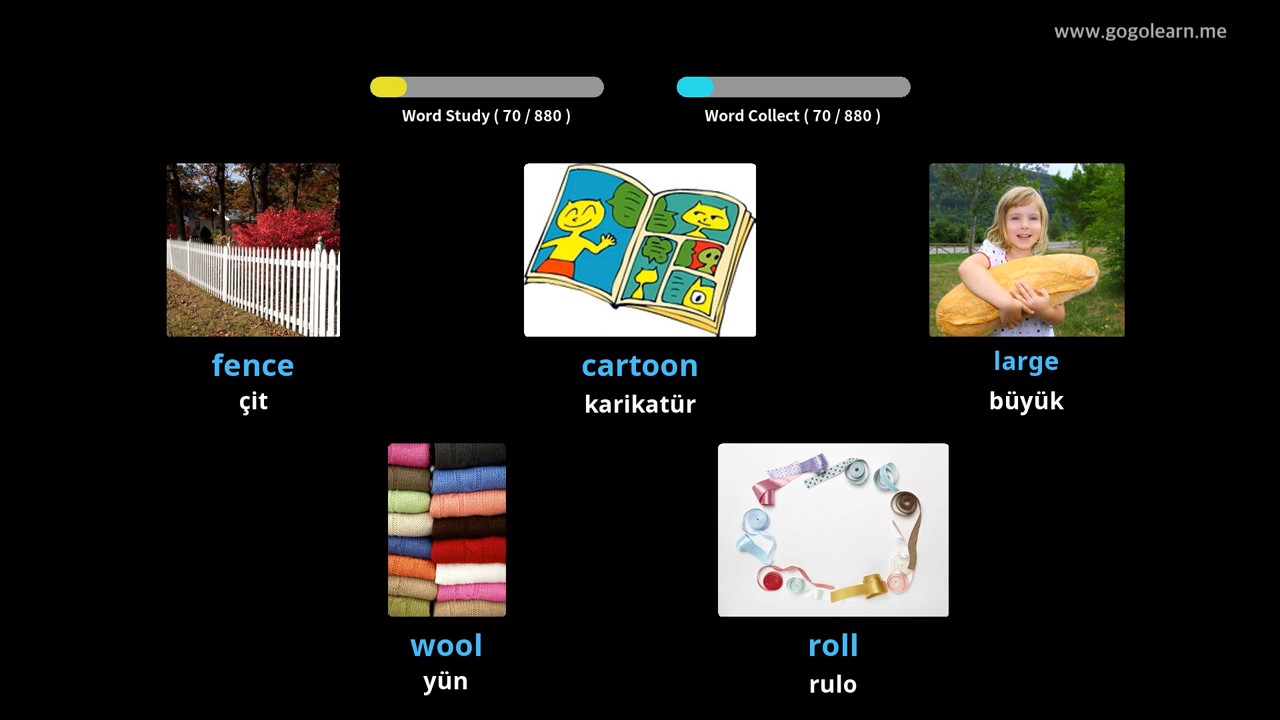 www.gogolearn.me
Word Study ( 70 / 880 )
Word Collect ( 70 / 880 )
fence
çit
cartoon
karikatür
large
büyük
wool
yün
roll
rulo